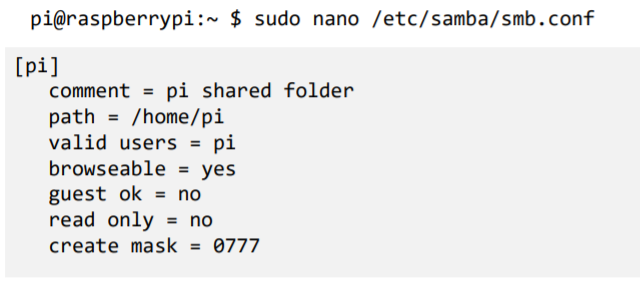 pi@raspberrypi:~ $ sudo nano /etc/samba/smb.conf
[pi]
comment = pi shared folder
path = /home/pi
valid users = pi
browseable = yes
guest ok = no
read only = no
create mask = 0777